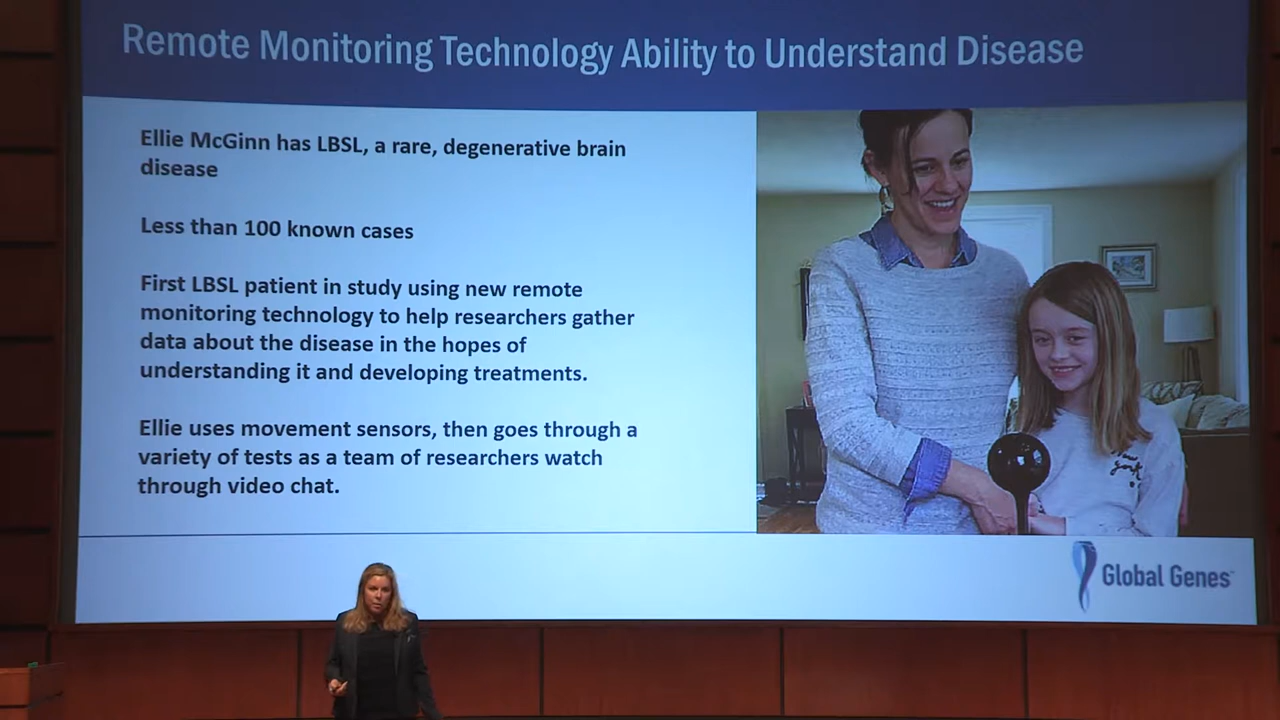 Remote Monitoring Technology Ability to Understand Disease
Ellie McGinn has LBSL, a rare, degenerative brain
disease
Less than 100 known cases
First LBSL patient in study using new remote
monitoring technology to help researchers gather
data about the disease in the hopes of
understanding it and developing treatments.
Ellie uses movement sensors, then goes through a
variety of tests as a team of researchers watch
through video chat.
New
york
Global Genes™